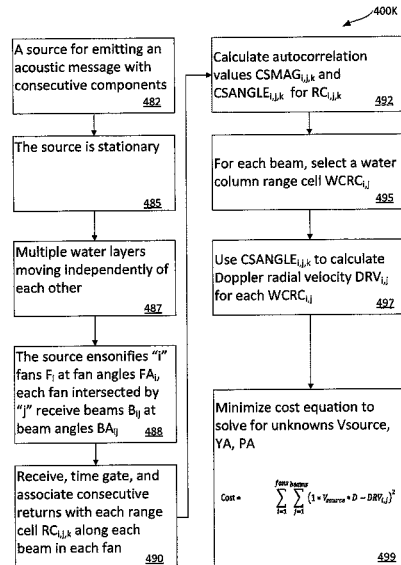 400K
A source for emitting an
acoustic message with
consecutive components
482
The source is stationary
485
Multiple water layers
moving independently of
each other
487
The source ensonifies “i”
fans Fi at fan angles FAi,
each fan intersected by
“j” receive beams Bij at
beam angles BAij
488
Receive, time gate, and
associate consecutive
returns with each range
cell RCi,j,k along each
beam in each fan
490
Calculate autocorrelation
values CSMAGi,j,k and
CSANGLEi,j,k for RCi,j,k
492
For each beam, select a water
column range cell WCRCi,j
495
Use CSANGLEi,j,k to calculate
Doppler radial velocity DRVi,j
for each WCRCi,j
497
Minimize cost equation to
solve for unknowns Vsource,
YA, PA
Cost = ∑ fans i=1 ∑ beams j=1 (1 * Vsource * D – DRVi,j)²
499